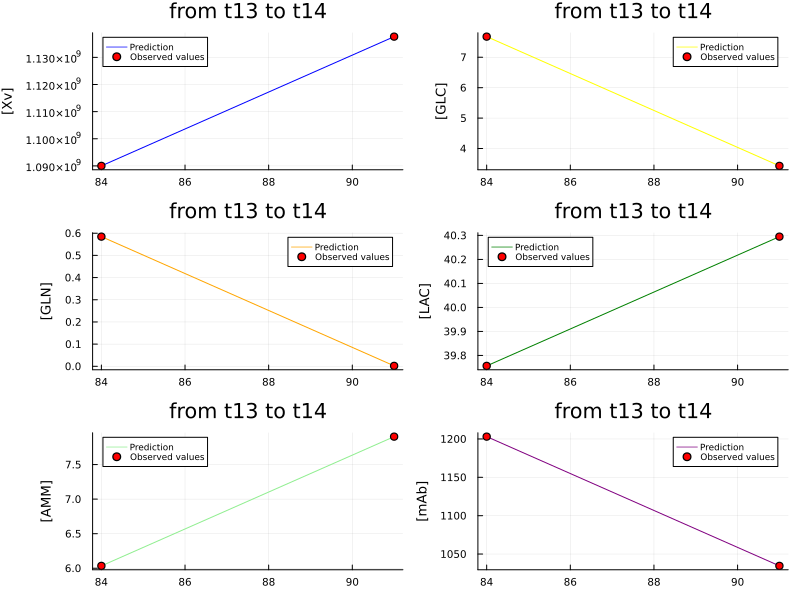 from t13 to t14
[Xv]
1.130×10⁹
1.120×10⁹
1.110×10⁹
1.100×10⁹
1.090×10⁹
Prediction
Observed values
84 86 88 90
from t13 to t14
[GLC]
7
6
5
4
Prediction
Observed values
84 86 88 90
from t13 to t14
[GLN]
0.6
0.5
0.4
0.3
0.2
0.1
0.0
Prediction
Observed values
84 86 88 90
from t13 to t14
[LAC]
40.3
40.2
40.1
40.0
39.9
39.8
Prediction
Observed values
84 86 88 90
from t13 to t14
[AMM]
7.5
7.0
6.5
6.0
Prediction
Observed values
84 86 88 90
from t13 to t14
[mAb]
1200
1150
1100
1050
Prediction
Observed values
84 86 88 90